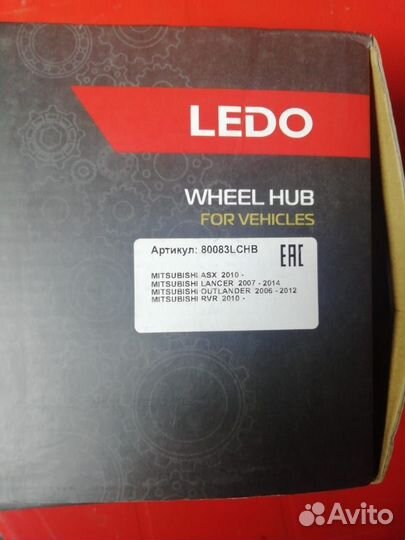 LEDO
WHEEL HUB
FOR VEHICLES
Артикул: 80083LCHB
EAC
MITSUBISHI ASX 2010 -
MITSUBISHI LANCER 2007 - 2014
MITSUBISHI OUTLANDER 2006 - 2012
MITSUBISHI RVR 2010 -
Avito